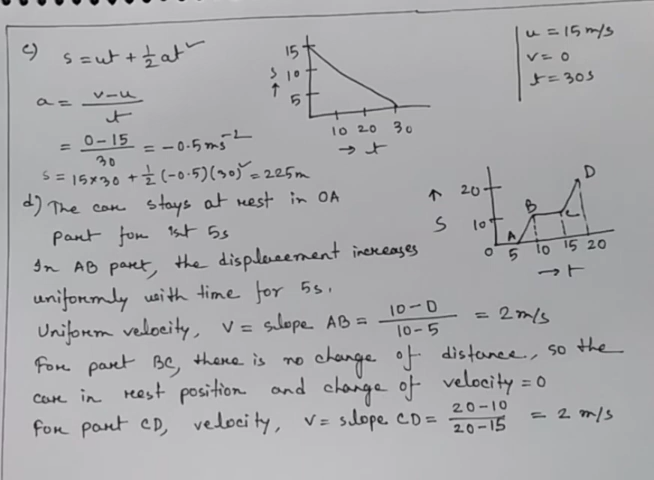 c) s = ut + ½ at²
a = v-u / t
= 0-15 / 30 = -0.5 ms⁻²
s = 15×30 + ½ (-0.5)(30)² = 225m
15
10
5
S ↑
10 20 30
→ t
u = 15 m/s
v = 0
t = 30s
d) The car stays at rest in OA
part for 1st 5s
In AB part, the displacement increases
uniformly with time for 5s.
↑
S
20
10
0
A B C D
5 10 15 20
→ t
Uniform velocity, V = slope AB = 10-0 / 10-5 = 2m/s
For part BC, there is no change of distance, so the
car in rest position and change of velocity = 0
For part CD, velocity, V = slope CD = 20-10 / 20-15 = 2 m/s